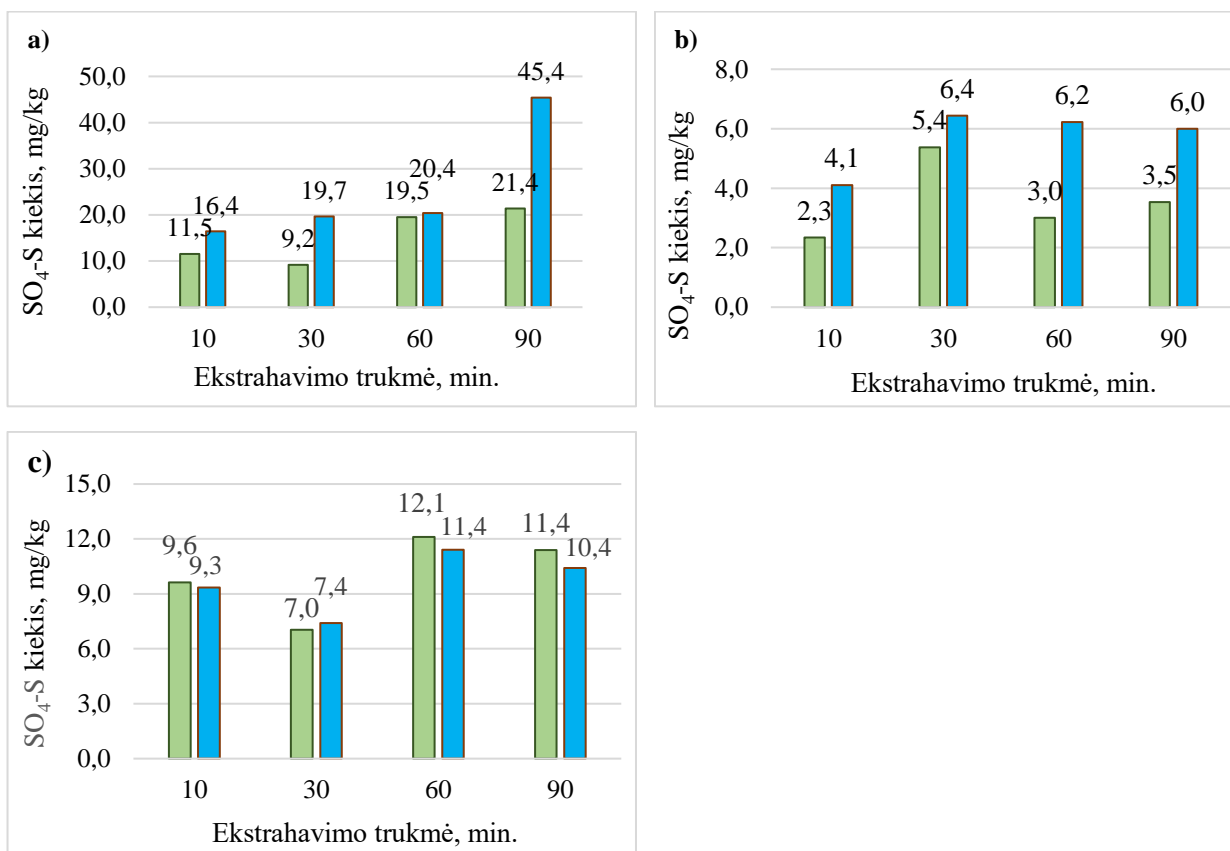 a)
SO₄-S kiekis, mg/kg
50,0
40,0
30,0
20,0
10,0
0,0
11,5 16,4 9,2 19,7 19,5 20,4 21,4 45,4
10 30 60 90
Ekstrahavimo trukmė, min.
b)
SO₄-S kiekis, mg/kg
8,0
6,0
4,0
2,0
0,0
2,3 4,1 5,4 6,4 3,0 6,2 3,5 6,0
10 30 60 90
Ekstrahavimo trukmė, min.
c)
SO₄-S kiekis, mg/kg
15,0
12,0
9,0
6,0
3,0
0,0
9,6 9,3 7,0 7,4 12,1 11,4 11,4 10,4
10 30 60 90
Ekstrahavimo trukmė, min.